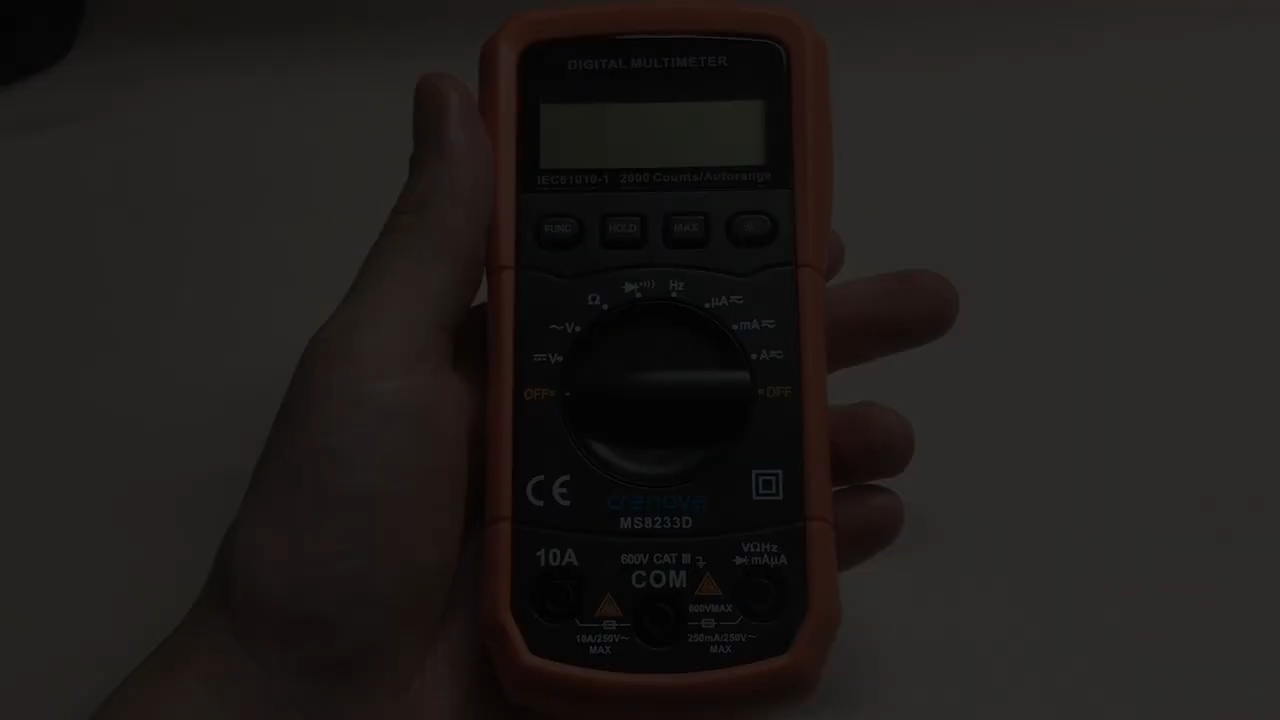 DIGITAL MULTIMETER
IEC61010-1 2000 Counts/Autorange
FUNC HOLD MAX
Ω Hz µA
~V mA
V A
OFF OFF
CE
crenova
MS8233D
10A 600V CAT III VΩHz
COM mAµA
600VMAX
10A/250V~ 250mA/250V~
MAX MAX